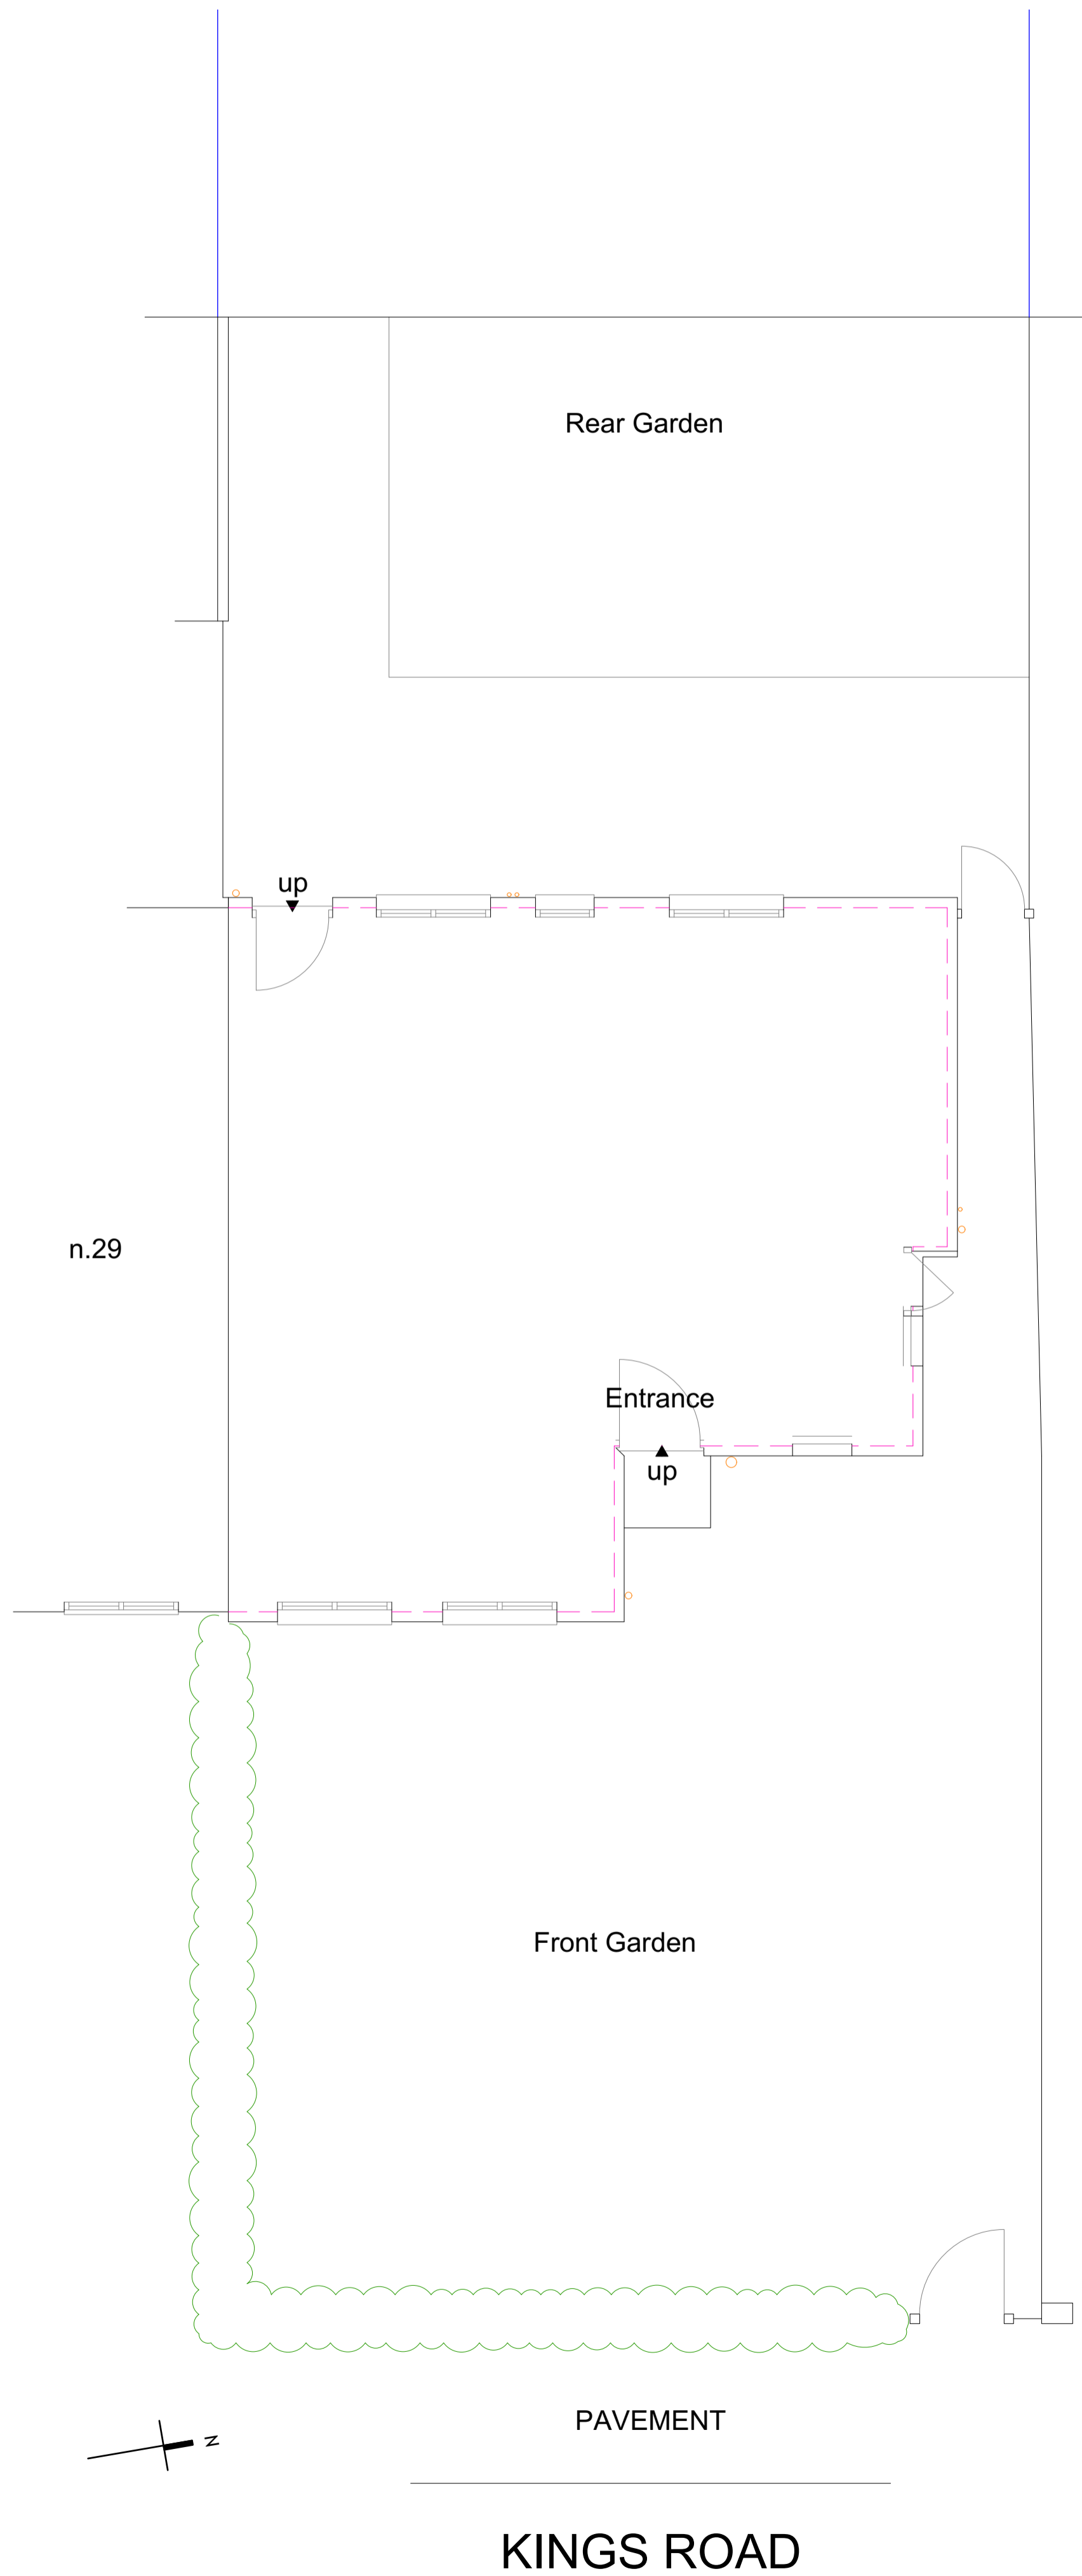 Rear Garden
up
n.29
Entrance
up
Front Garden
N
PAVEMENT
KINGS ROAD